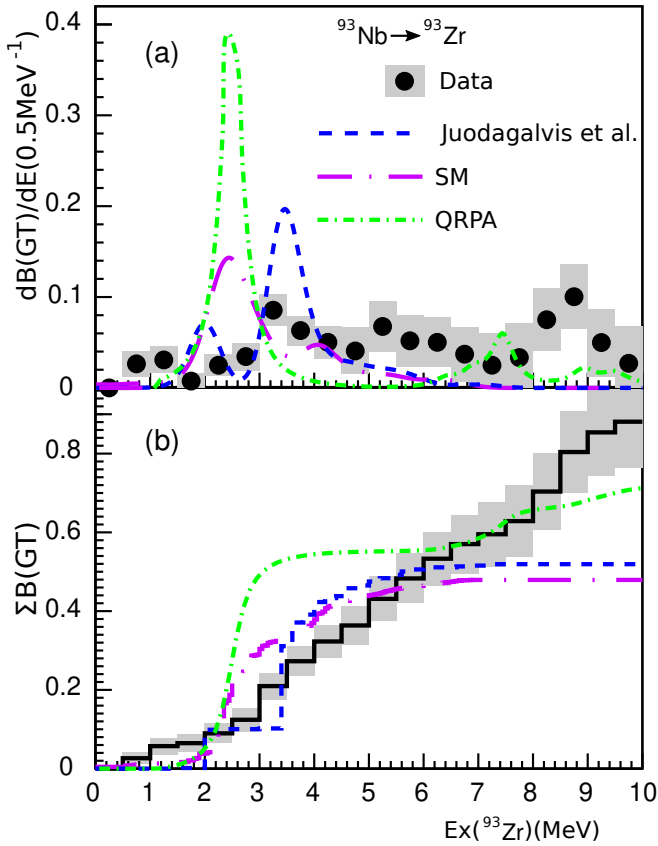 ⁹³Nb→⁹³Zr
(a)
Data
Juodagalvis et al.
SM
QRPA
dB(GT)/dE(0.5MeV⁻¹)
0.4
0.3
0.2
0.1
0
(b)
ΣB(GT)
0.8
0.6
0.4
0.2
0
0 1 2 3 4 5 6 7 8 9 10
Ex(⁹³Zr)(MeV)